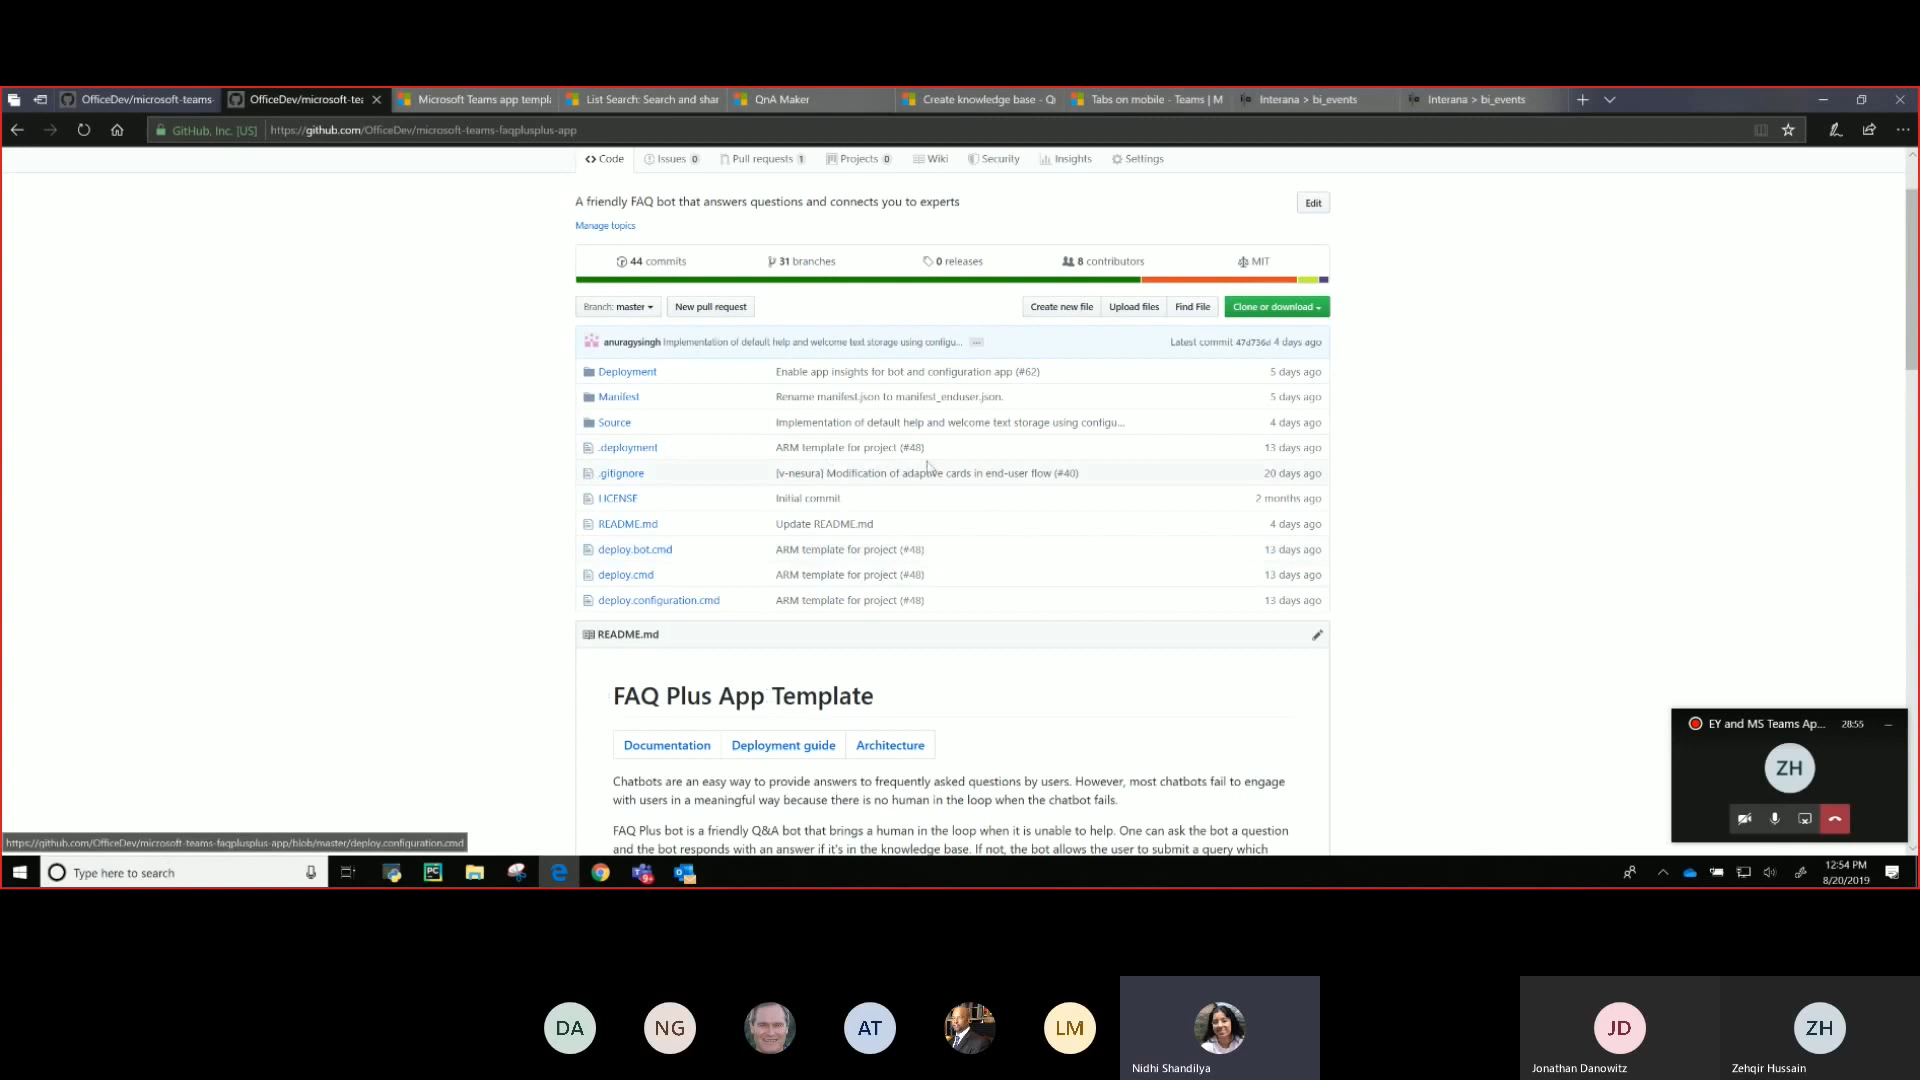 OfficeDev/microsoft-teams-
OfficeDev/microsoft-tea
Microsoft Teams app templa
List Search: Search and shar
QnA Maker
Create knowledge base - Q
Tabs on mobile - Teams | M
Interana > bi_events
Interana > bi_events
GitHub, Inc. [US]
https://github.com/OfficeDev/microsoft-teams-faqplusplus-app
Code
Issues 0
Pull requests 1
Projects 0
Wiki
Security
Insights
Settings
A friendly FAQ bot that answers questions and connects you to experts
Edit
Manage topics
44 commits
31 branches
0 releases
8 contributors
MIT
Branch: master
New pull request
Create new file
Upload files
Find File
Clone or download
anuragysingh Implementation of default help and welcome text storage using configu... ...
Latest commit 47d736d 4 days ago
Deployment Enable app insights for bot and configuration app (#62) 5 days ago
Manifest Rename manifest.json to manifest_enduser.json. 5 days ago
Source Implementation of default help and welcome text storage using configu... 4 days ago
.deployment ARM template for project (#48) 13 days ago
.gitignore [v-nesura] Modification of adaptive cards in end-user flow (#40) 20 days ago
LICENSE Initial commit 2 months ago
README.md Update README.md 4 days ago
deploy.bot.cmd ARM template for project (#48) 13 days ago
deploy.cmd ARM template for project (#48) 13 days ago
deploy.configuration.cmd ARM template for project (#48) 13 days ago
README.md
FAQ Plus App Template
Documentation
Deployment guide
Architecture
Chatbots are an easy way to provide answers to frequently asked questions by users. However, most chatbots fail to engage
with users in a meaningful way because there is no human in the loop when the chatbot fails.
FAQ Plus bot is a friendly Q&A bot that brings a human in the loop when it is unable to help. One can ask the bot a question
and the bot responds with an answer if it's in the knowledge base. If not, the bot allows the user to submit a query which
EY and MS Teams Ap...
28:55
ZH
https://github.com/OfficeDev/microsoft-teams-faqplusplus-app/blob/master/deploy.configuration.cmd
Type here to search
PC
9+
12:54 PM
8/20/2019
DA
NG
AT
LM
JD
ZH
Nidhi Shandilya
Jonathan Danowitz
Zehqir Hussain